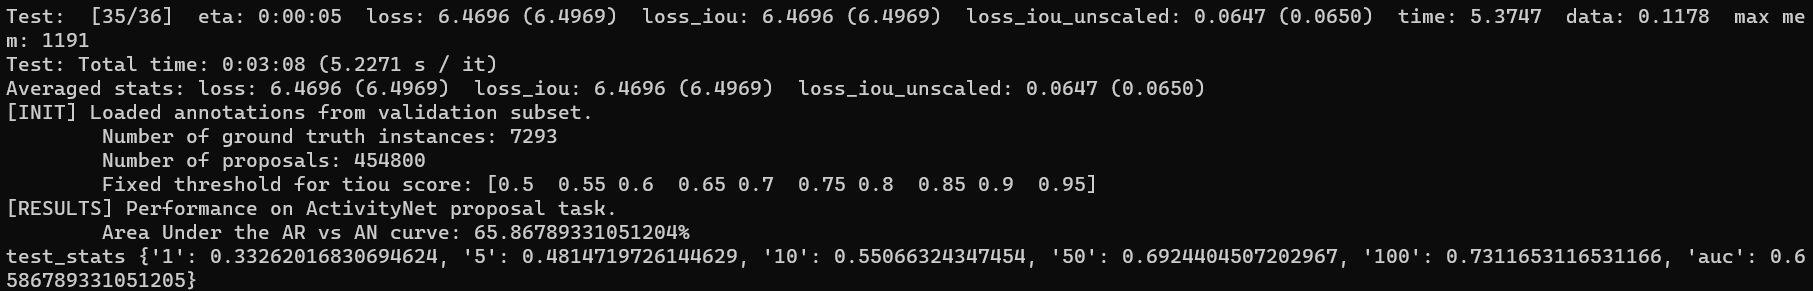 Test:  [35/36]  eta: 0:00:05  loss: 6.4696 (6.4969)  loss_iou: 6.4696 (6.4969)  loss_iou_unscaled: 0.0647 (0.0650)  time: 5.3747  data: 0.1178  max me
m: 1191
Test: Total time: 0:03:08 (5.2271 s / it)
Averaged stats: loss: 6.4696 (6.4969)  loss_iou: 6.4696 (6.4969)  loss_iou_unscaled: 0.0647 (0.0650)
[INIT] Loaded annotations from validation subset.
        Number of ground truth instances: 7293
        Number of proposals: 454800
        Fixed threshold for tiou score: [0.5  0.55 0.6  0.65 0.7  0.75 0.8  0.85 0.9  0.95]
[RESULTS] Performance on ActivityNet proposal task.
        Area Under the AR vs AN curve: 65.86789331051204%
test_stats {'1': 0.33262016830694624, '5': 0.4814719726144629, '10': 0.55066324347454, '50': 0.6924404507202967, '100': 0.7311653116531166, 'auc': 0.6
586789331051205}